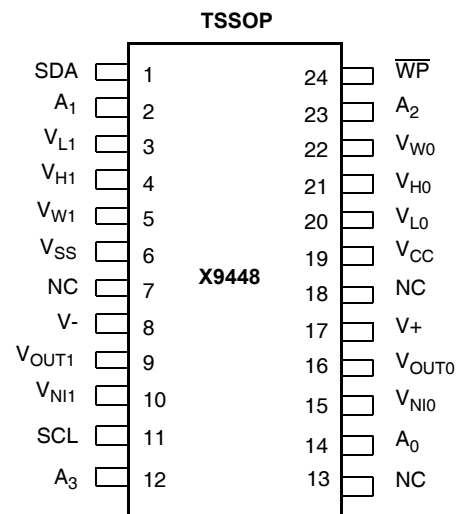 TSSOP
SDA 1 24 W̅P̅
A1 2 23 A2
VL1 3 22 VW0
VH1 4 21 VH0
VW1 5 20 VL0
VSS 6 19 VCC
X9448
NC 7 18 NC
V- 8 17 V+
VOUT1 9 16 VOUT0
VNI1 10 15 VNI0
SCL 11 14 A0
A3 12 13 NC